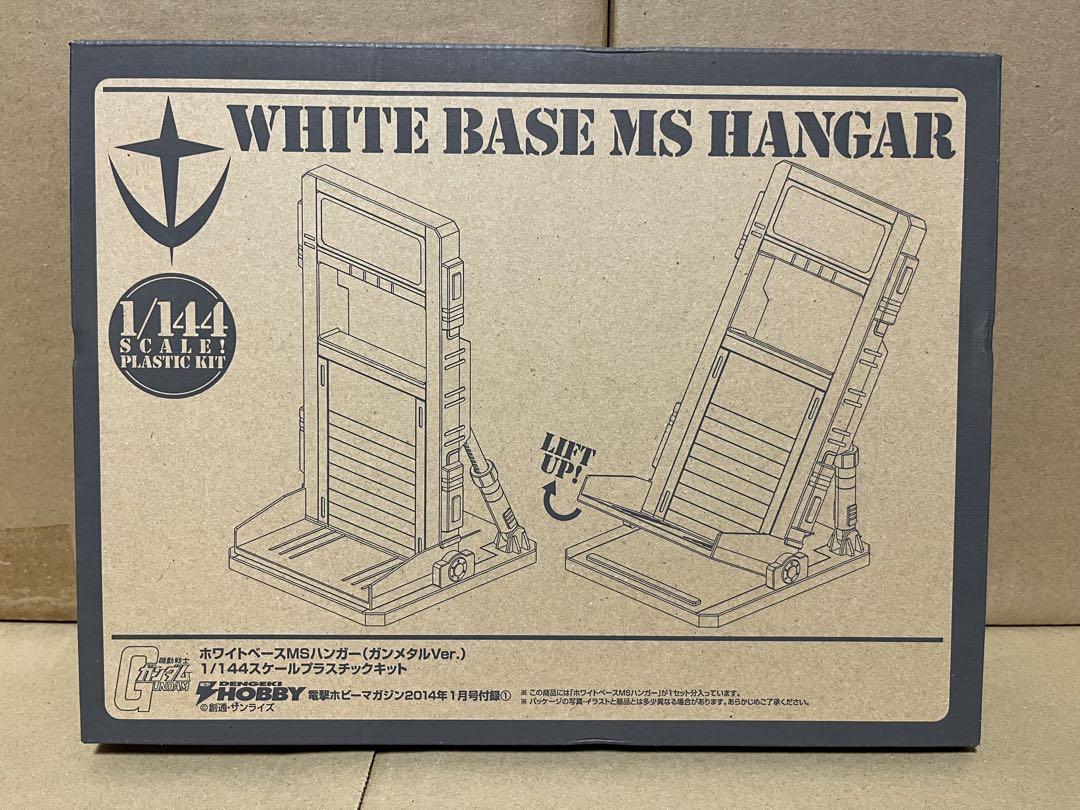 WHITE BASE MS HANGAR
1/144
SCALE!
PLASTIC KIT
LIFT
UP!
機動戦士
ガンダム
GUNDAM
ホワイトベースMSハンガー(ガンメタルVer.)
1/144スケールプラスチックキット
DENGEKI
HOBBY 電撃ホビーマガジン2014年1月号付録①
©創通・サンライズ
※ この商品には「ホワイトベースMSハンガー」が1セット分入っています。
※ パッケージの写真・イラストと商品とは多少異なる場合があります。あらかじめご了承ください。